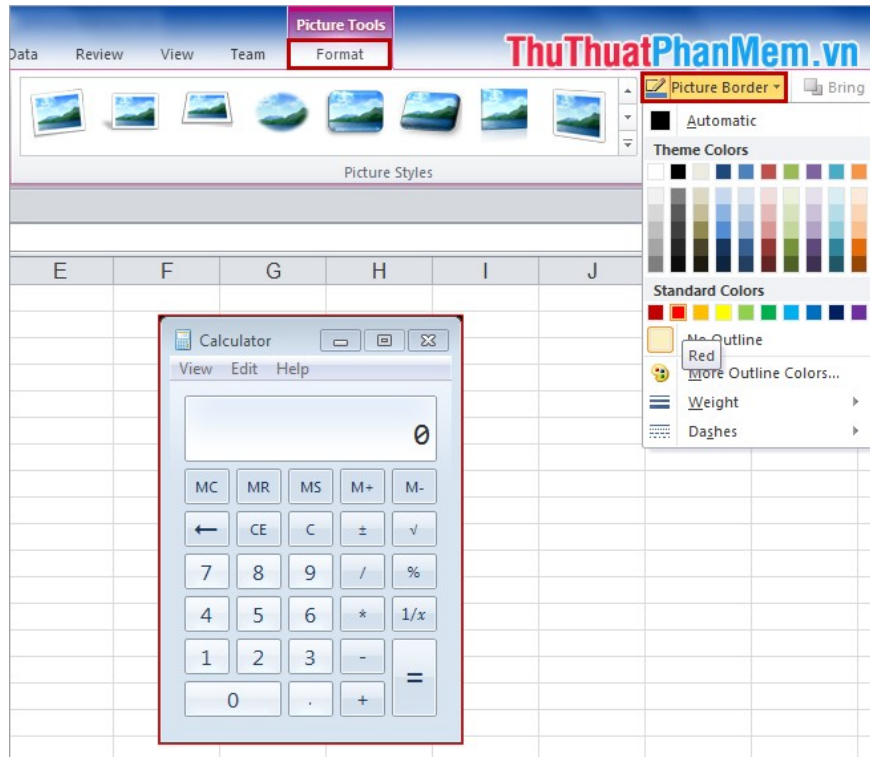 Picture Tools
Data Review View Team Format
ThuThuatPhanMem.vn
Picture Border
Bring
Automatic
Theme Colors
Picture Styles
E F G H I J
Standard Colors
No Outline
Red
More Outline Colors...
Weight
Dashes
Calculator
View Edit Help
0
MC MR MS M+ M-
← CE C ± √
7 8 9 / %
4 5 6 * 1/x
1 2 3 - =
0 . +